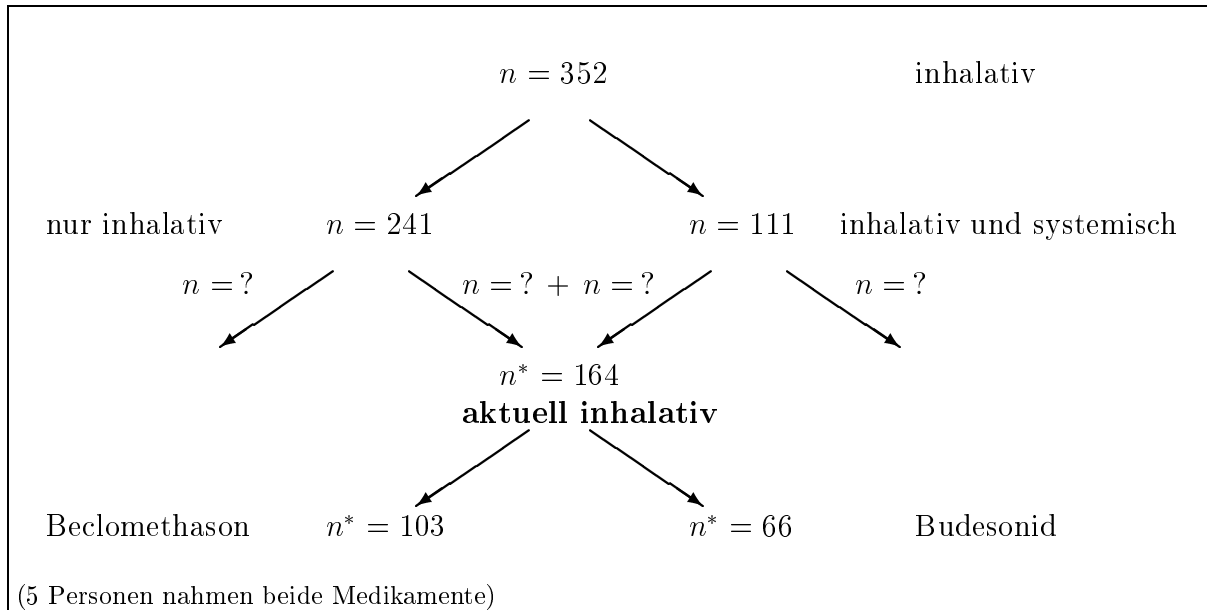 n = 352 inhalativ
nur inhalativ n = 241 n = 111 inhalativ und systemisch
n = ? n = ? + n = ? n = ?
n* = 164
aktuell inhalativ
Beclomethason n* = 103 n* = 66 Budesonid
(5 Personen nahmen beide Medikamente)